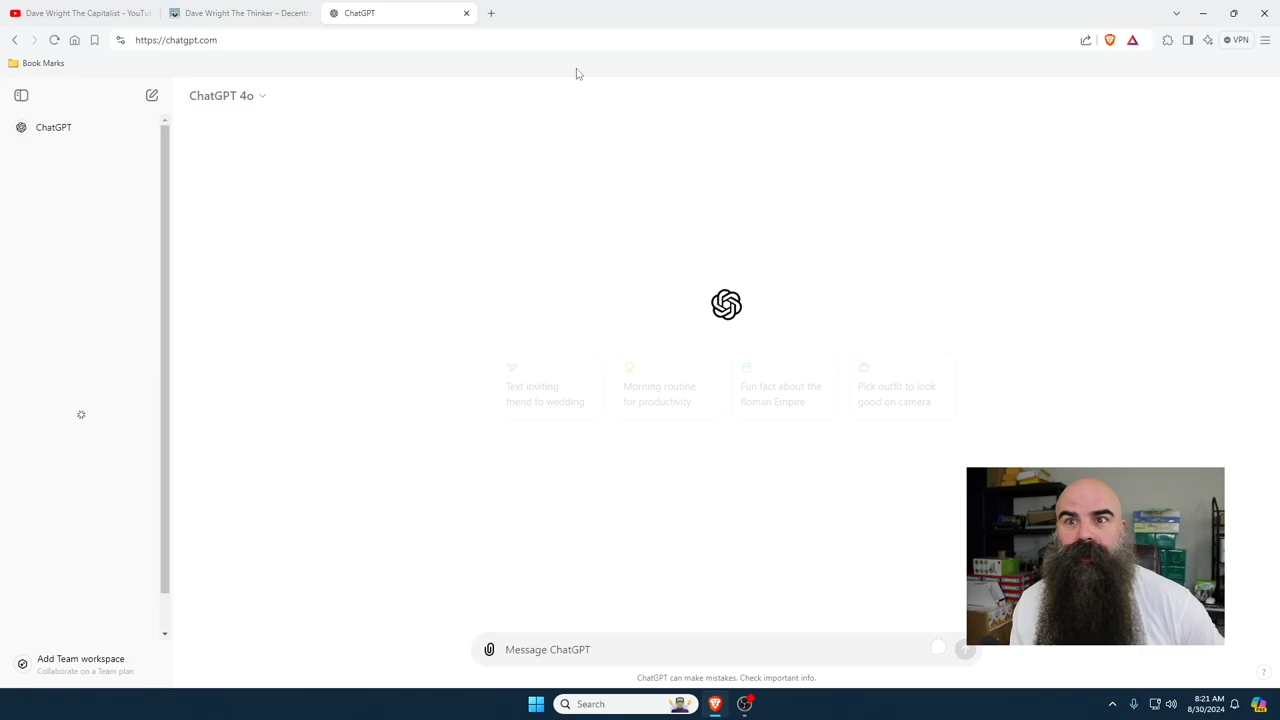 Dave Wright The Capitalist - YouTu
Dave Wright The Thinker – Decentr
ChatGPT
https://chatgpt.com
VPN
Book Marks
ChatGPT 4o
ChatGPT
Text inviting
friend to wedding
Morning routine
for productivity
Fun fact about the
Roman Empire
Pick outfit to look
good on camera
Message ChatGPT
Add Team workspace
Collaborate on a Team plan
ChatGPT can make mistakes. Check important info.
?
Search
8:21 AM
8/30/2024